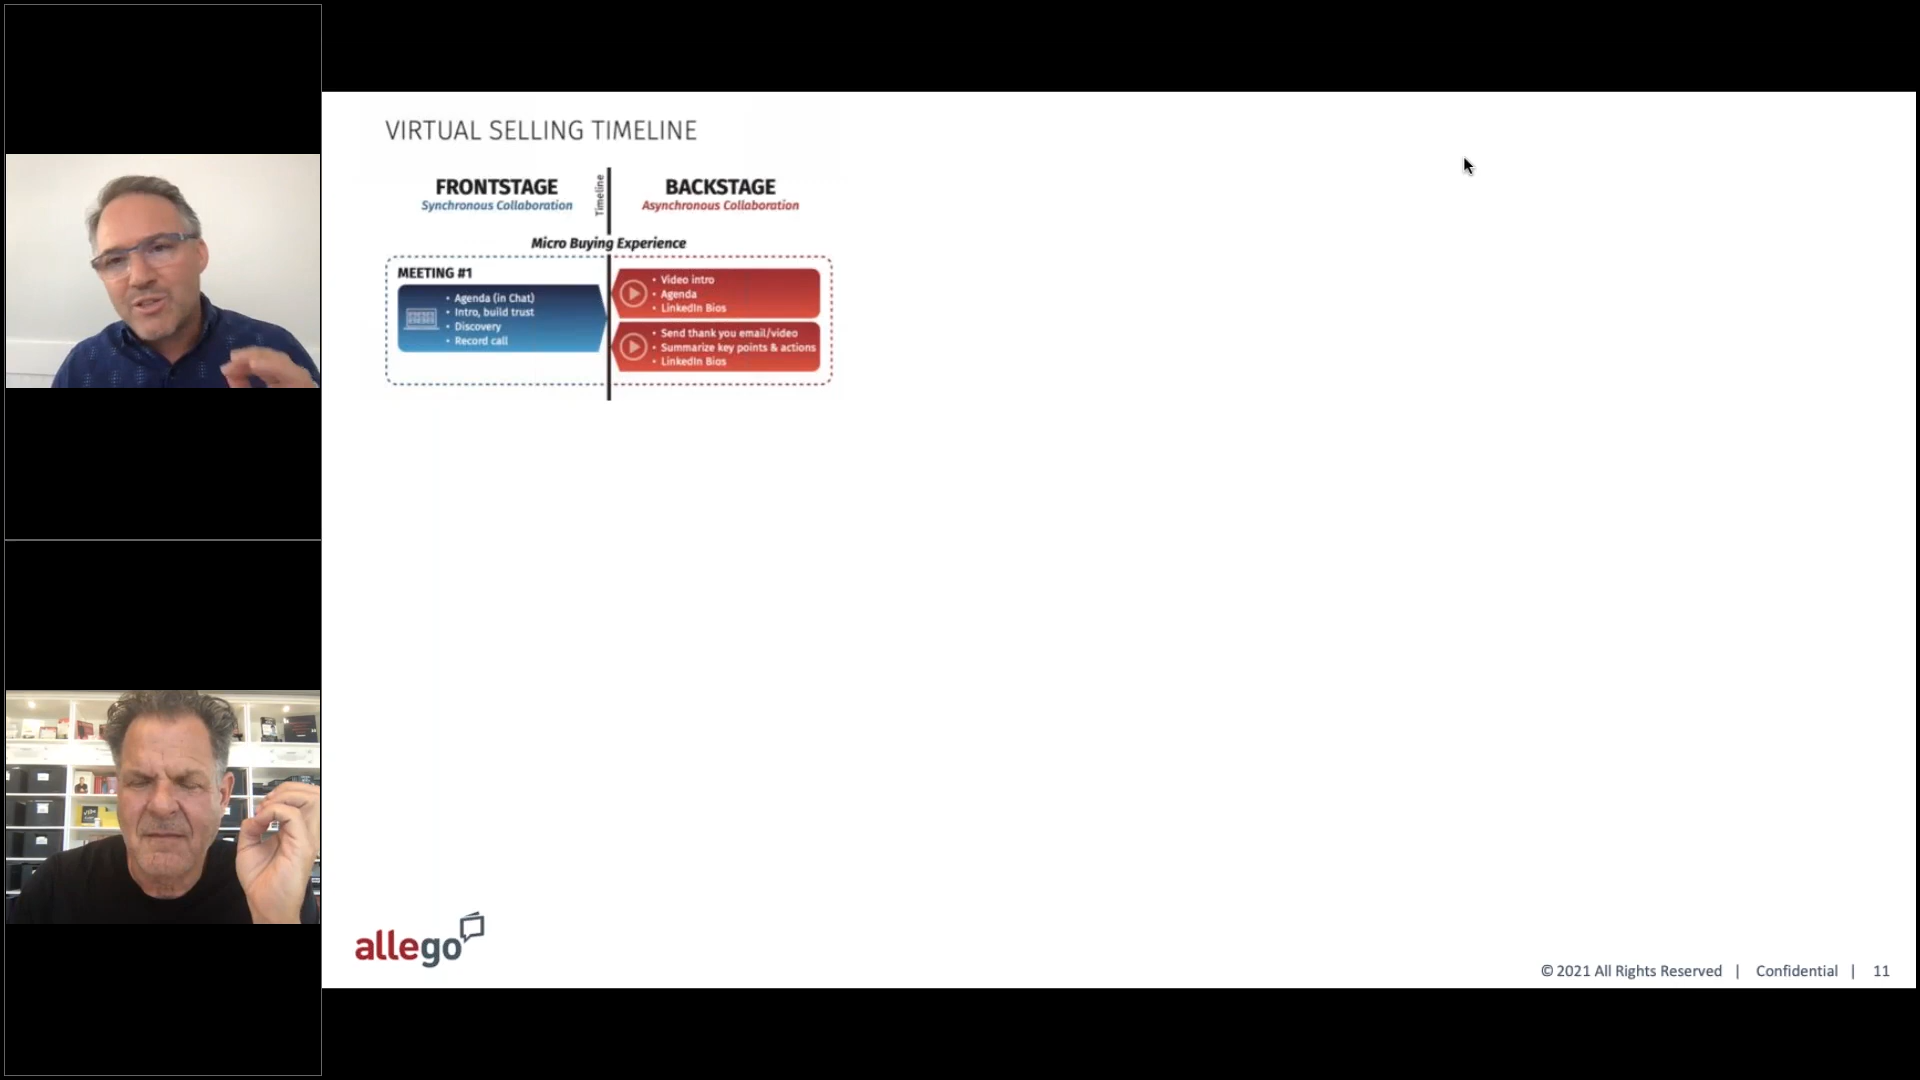 VIRTUAL SELLING TIMELINE
FRONTSTAGE
Synchronous Collaboration
Timeline
BACKSTAGE
Asynchronous Collaboration
Micro Buying Experience
MEETING #1
• Agenda (in Chat)
• Intro, build trust
• Discovery
• Record call
• Video intro
• Agenda
• LinkedIn Bios
• Send thank you email/video
• Summarize key points & actions
• LinkedIn Bios
allego
© 2021 All Rights Reserved | Confidential | 11